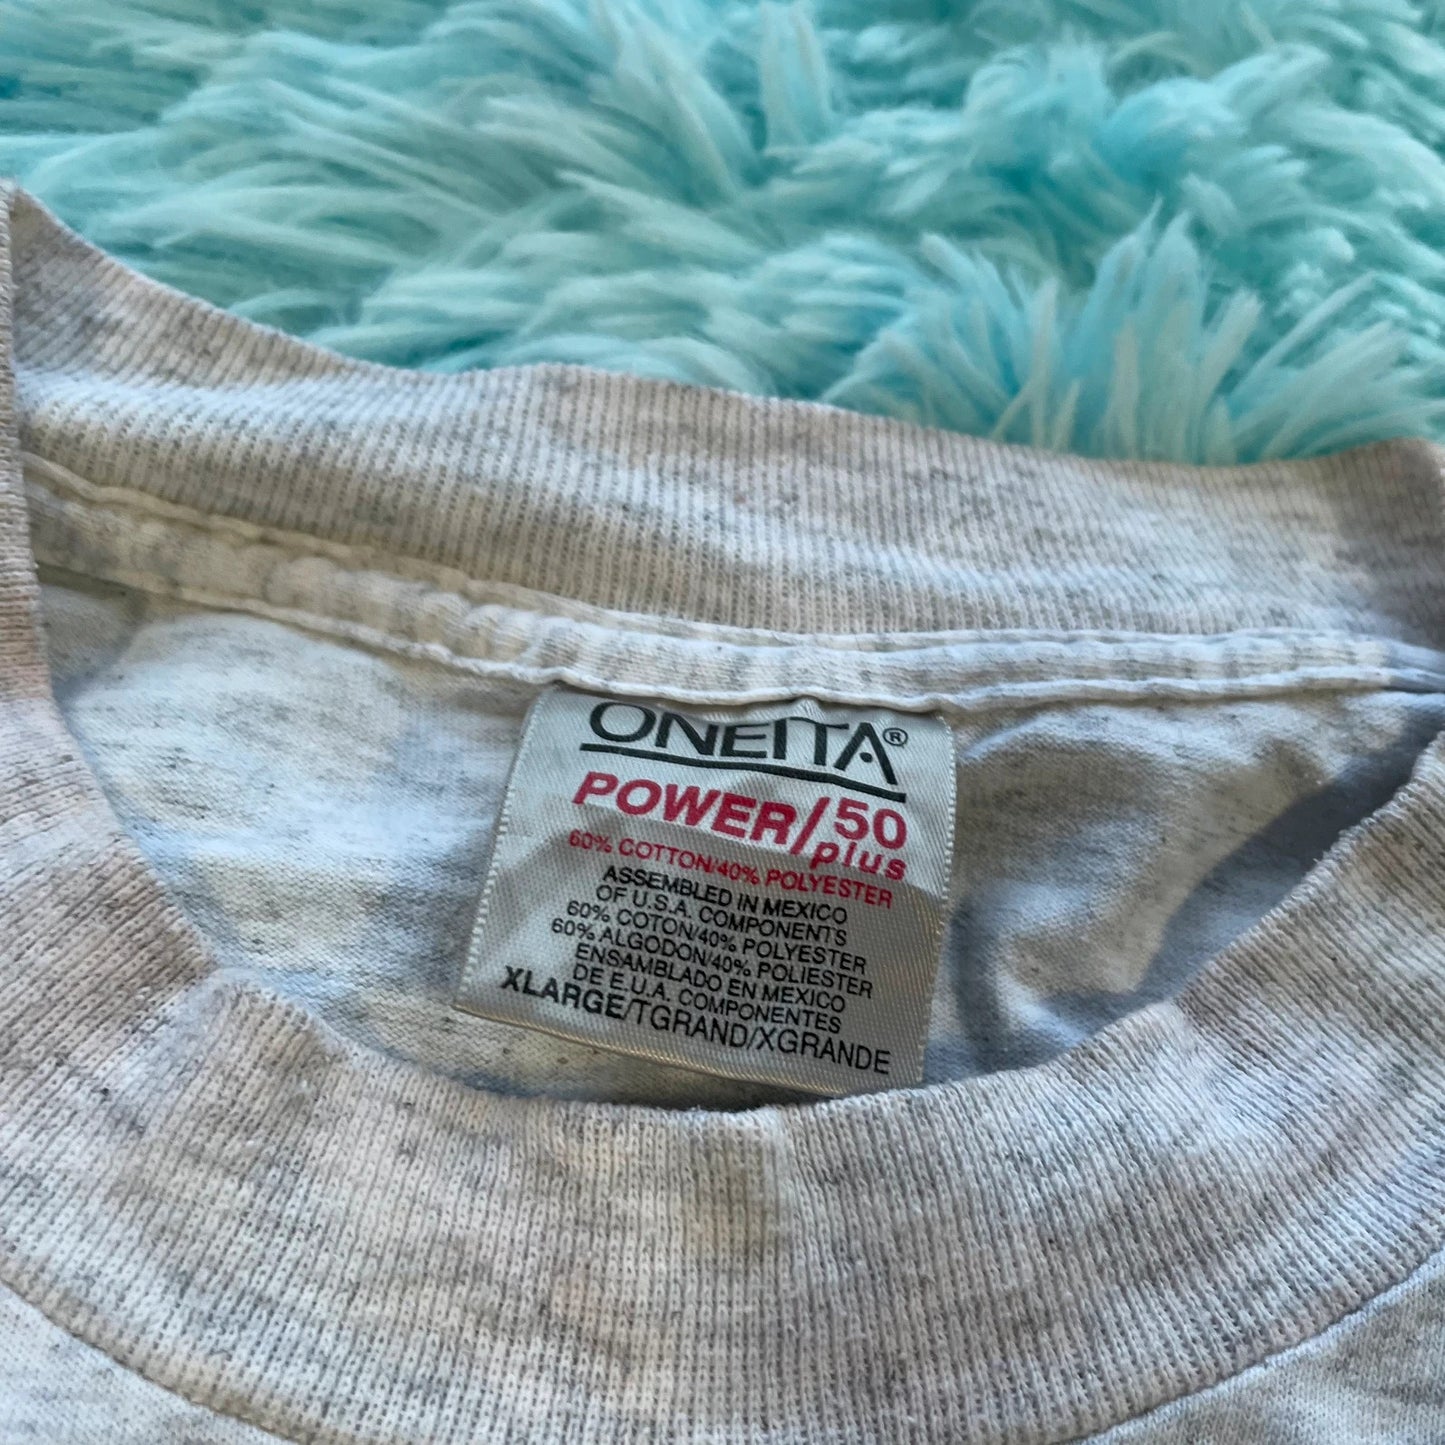 ONEITA®
POWER/50
plus
60% COTTON/40% POLYESTER
ASSEMBLED IN MEXICO
OF U.S.A. COMPONENTS
60% COTON/40% POLYESTER
60% ALGODON/40% POLIESTER
ENSAMBLADO EN MEXICO
DE E.U.A. COMPONENTES
XLARGE/TGRAND/XGRANDE